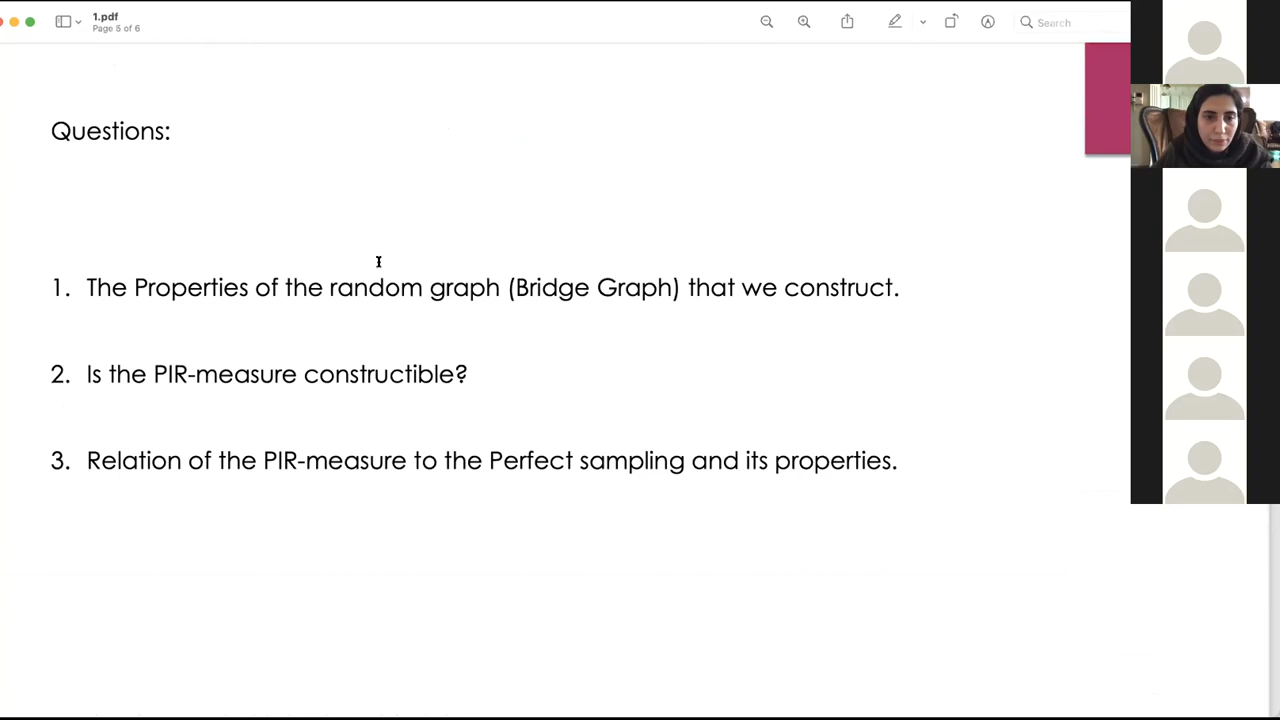 1.pdf
Page 5 of 6
Search
Questions:
1. The Properties of the random graph (Bridge Graph) that we construct.
2. Is the PIR-measure constructible?
3. Relation of the PIR-measure to the Perfect sampling and its properties.